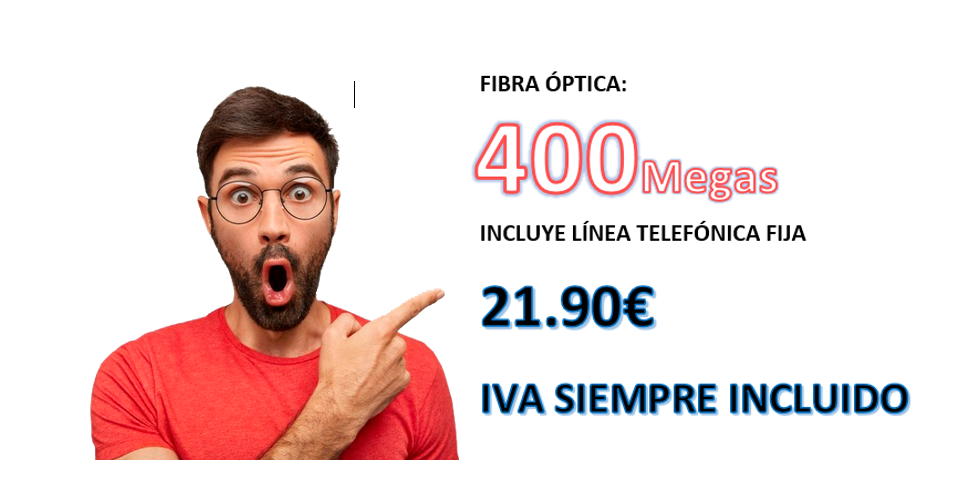 FIBRA ÓPTICA:
400Megas
INCLUYE LÍNEA TELEFÓNICA FIJA
21.90€
IVA SIEMPRE INCLUIDO